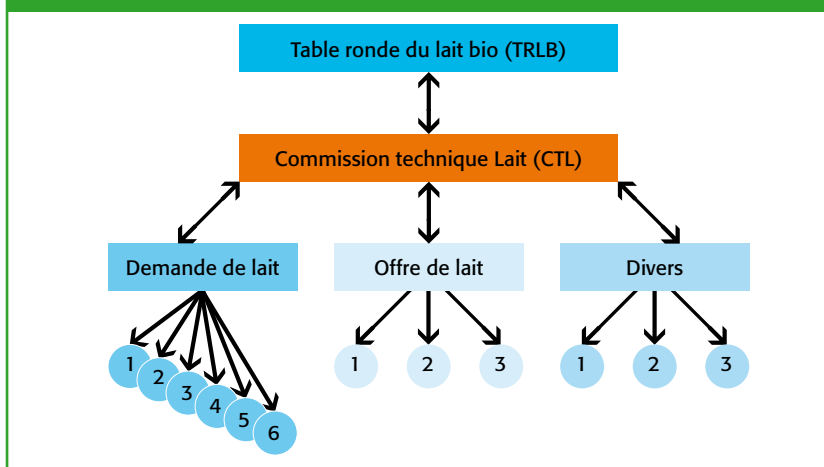 Table ronde du lait bio (TRLB)
Commission technique Lait (CTL)
Demande de lait
Offre de lait
Divers
1
2
3
4
5
6
1
2
3
1
2
3